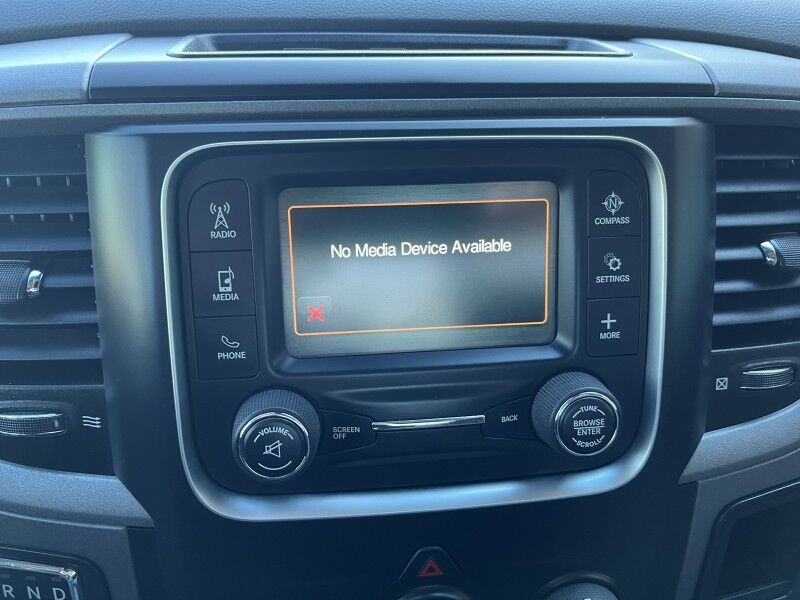 RADIO
MEDIA
PHONE
No Media Device Available
N
COMPASS
SETTINGS
MORE
VOLUME
SCREEN
OFF
BACK
TUNE
BROWSE
ENTER
SCROLL
R N D